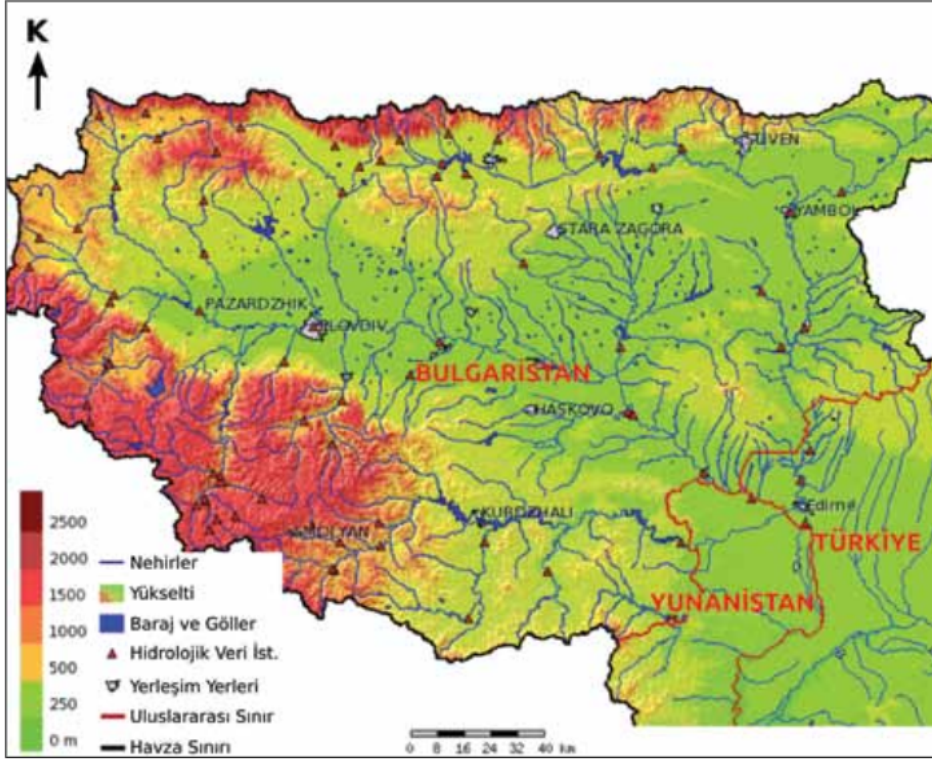 K
SLIVEN
YAMBOL
STARA ZAGORA
PAZARDZHIK
PLOVDIV
BULGARİSTAN
HASKOVO
Edirne
KURDZHALI
SMOLYAN
TÜRKİYE
YUNANİSTAN
2500
2000
1500
1000
500
250
0 m
Nehirler
Yükselti
Baraj ve Göller
Hidrolojik Veri İst.
Yerleşim Yerleri
Uluslararası Sınır
Havza Sınırı
0 8 16 24 32 40 km